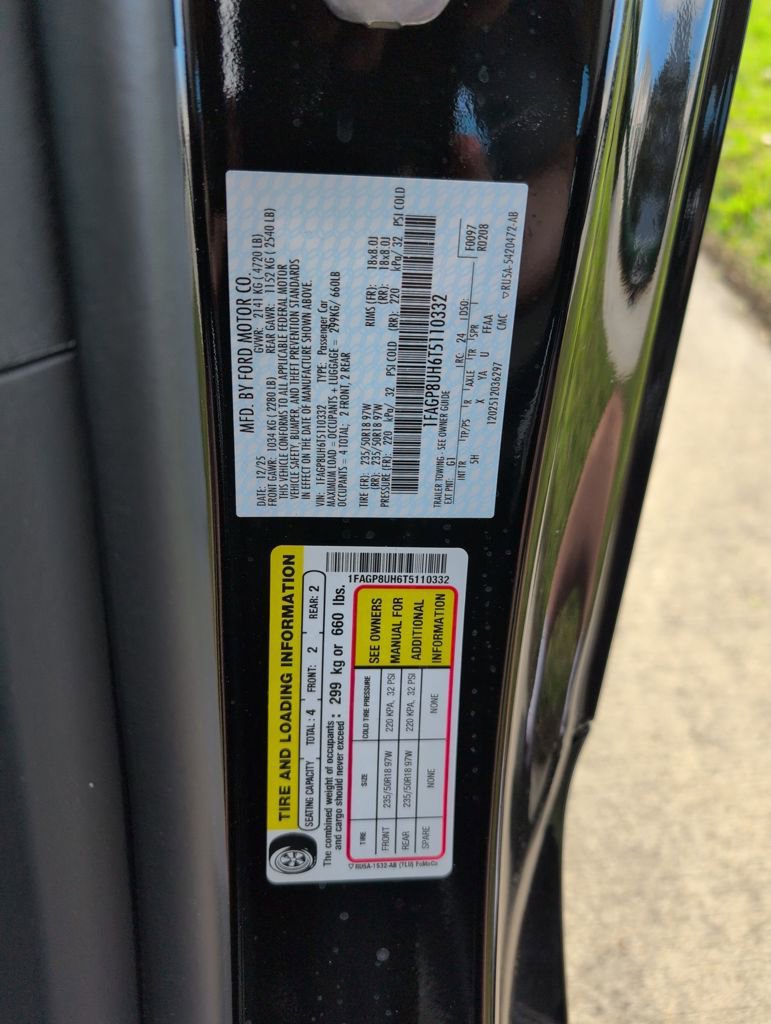 MFD. BY FORD MOTOR CO.
DATE: 12/25 GVWR: 2141 KG ( 4720 LB)
FRONT GAWR: 1034 KG ( 2280 LB) REAR GAWR: 1152 KG ( 2540 LB)
THIS VEHICLE CONFORMS TO ALL APPLICABLE FEDERAL MOTOR
VEHICLE SAFETY, BUMPER, AND THEFT PREVENTION STANDARDS
IN EFFECT ON THE DATE OF MANUFACTURE SHOWN ABOVE.
VIN: 1FAGP8UH6T5110332 TYPE: Passenger Car
MAXIMUM LOAD = OCCUPANTS + LUGGAGE = 299KG/ 660LB
OCCUPANTS = 4 TOTAL; 2 FRONT, 2 REAR
TIRE (FR): 235/50R18 97W RIMS (FR): 18x8.0J
(RR): 235/50R18 97W (RR): 18x8.0J
PRESSURE (FR): 220 kPa/ 32 PSI COLD (RR): 220 kPa/ 32 PSI COLD
1FAGP8UH6T5110332
TRAILER TOWING - SEE OWNER GUIDE
EXT PNT: G1 RC: 24 DSO: F0097
INT TR TP/PS R AXLE TR SPR R0208
5H X YA U FFAA
1202512036297 CMC RU5A-5420472-AB
TIRE AND LOADING INFORMATION
SEATING CAPACITY TOTAL: 4 FRONT: 2 REAR: 2
The combined weight of occupants
and cargo should never exceed: 299 kg or 660 lbs.
1FAGP8UH6T5110332
TIRE SIZE COLD TIRE PRESSURE
FRONT 235/50R18 97W 220 KPA, 32 PSI
REAR 235/50R18 97W 220 KPA, 32 PSI
SPARE NONE NONE
SEE OWNERS
MANUAL FOR
ADDITIONAL
INFORMATION
RU5A-1532-AB (TLU) FoMoCo